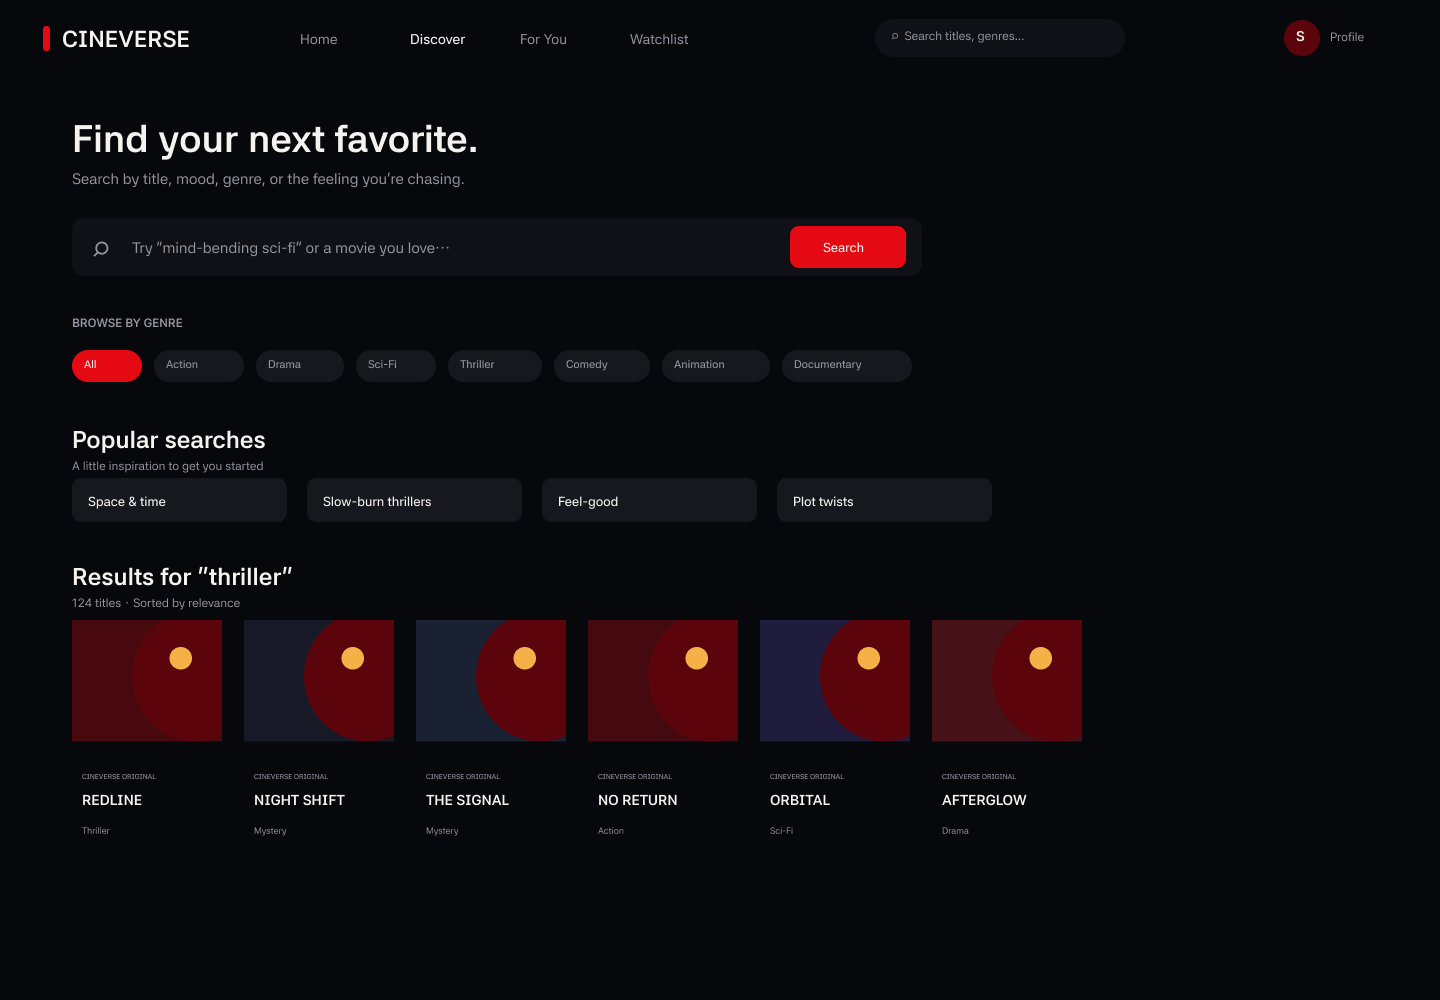 CINEVERSE
Home
Discover
For You
Watchlist
Search titles, genres...
S
Profile
Find your next favorite.
Search by title, mood, genre, or the feeling you’re chasing.
Try “mind-bending sci-fi” or a movie you love…
Search
BROWSE BY GENRE
All
Action
Drama
Sci-Fi
Thriller
Comedy
Animation
Documentary
Popular searches
A little inspiration to get you started
Space & time
Slow-burn thrillers
Feel-good
Plot twists
Results for “thriller”
124 titles · Sorted by relevance
CINEVERSE ORIGINAL
REDLINE
Thriller
CINEVERSE ORIGINAL
NIGHT SHIFT
Mystery
CINEVERSE ORIGINAL
THE SIGNAL
Mystery
CINEVERSE ORIGINAL
NO RETURN
Action
CINEVERSE ORIGINAL
ORBITAL
Sci-Fi
CINEVERSE ORIGINAL
AFTERGLOW
Drama